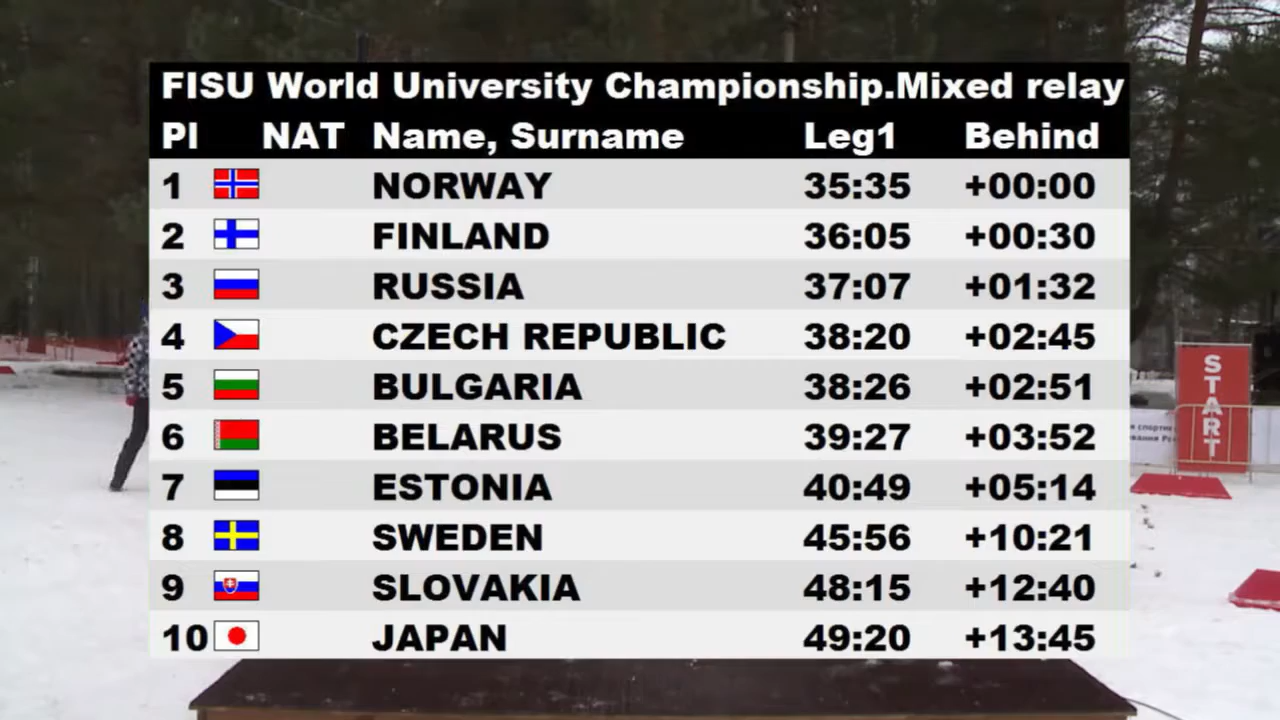 FISU World University Championship.Mixed relay
Pl NAT Name, Surname Leg1 Behind
1 NORWAY 35:35 +00:00
2 FINLAND 36:05 +00:30
3 RUSSIA 37:07 +01:32
4 CZECH REPUBLIC 38:20 +02:45
5 BULGARIA 38:26 +02:51
6 BELARUS 39:27 +03:52
7 ESTONIA 40:49 +05:14
8 SWEDEN 45:56 +10:21
9 SLOVAKIA 48:15 +12:40
10 JAPAN 49:20 +13:45
START